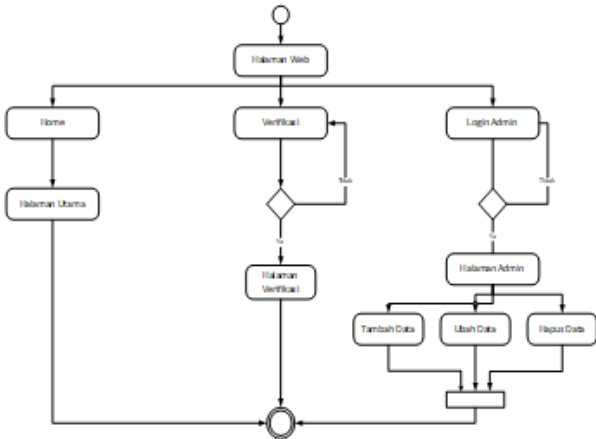 Halaman Web
Home
Verifikasi
Login Admin
Tidak
Tidak
Halaman Utama
Ya
Ya
Halaman
Verifikasi
Halaman Admin
Tambah Data
Ubah Data
Hapus Data